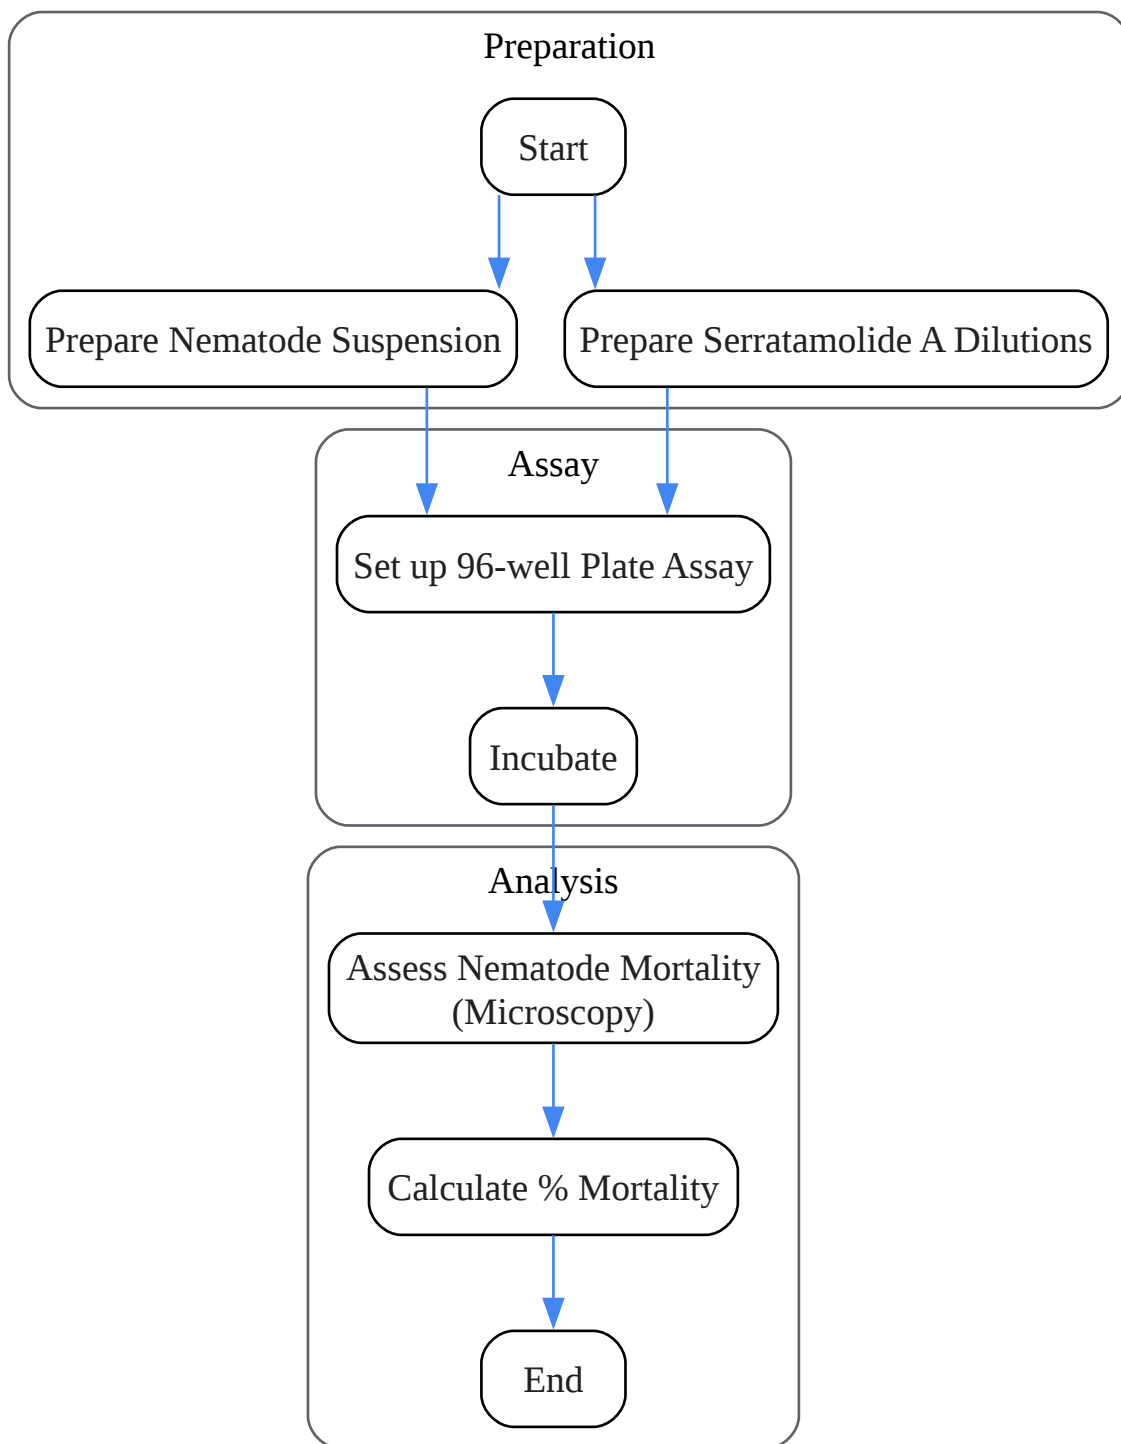 Preparation
Start
Prepare Nematode Suspension
Prepare Serratamolide A Dilutions
Assay
Set up 96-well Plate Assay
Incubate
Analysis
Assess Nematode Mortality
(Microscopy)
Calculate % Mortality
End